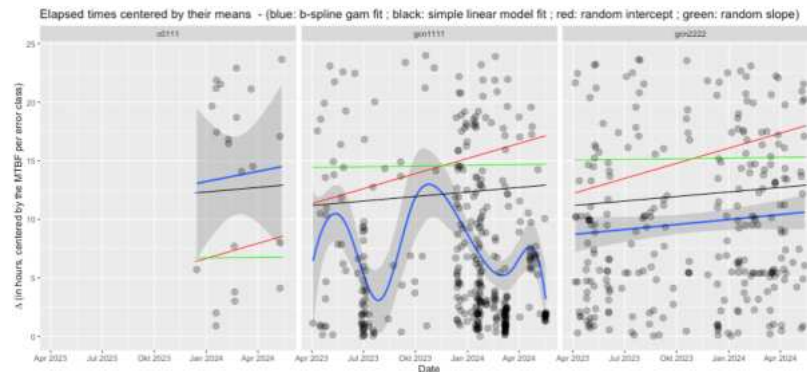 Elapsed times centered by their means - (blue: b-spline gam fit ; black: simple linear model fit ; red: random intercept ; green: random slope)
gcn1111
gcn2222
Δ (in hours, centered by the MTBF per error class)
25
20
15
10
5
0
Apr 2023 Jul 2023 Okt 2023 Jan 2024 Apr 2024
Apr 2023 Jul 2023 Okt 2023 Jan 2024 Apr 2024
Apr 2023 Jul 2023 Okt 2023 Jan 2024 Apr 2024
Date